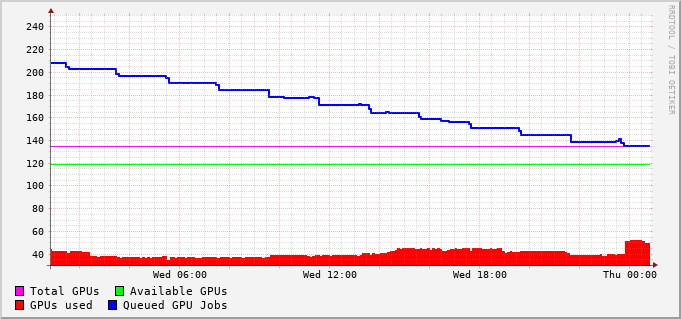 RRDTOOL / TOBI OETIKER
240
220
200
180
160
140
120
100
80
60
40
Wed 06:00 Wed 12:00 Wed 18:00 Thu 00:00
Total GPUs Available GPUs
GPUs used Queued GPU Jobs